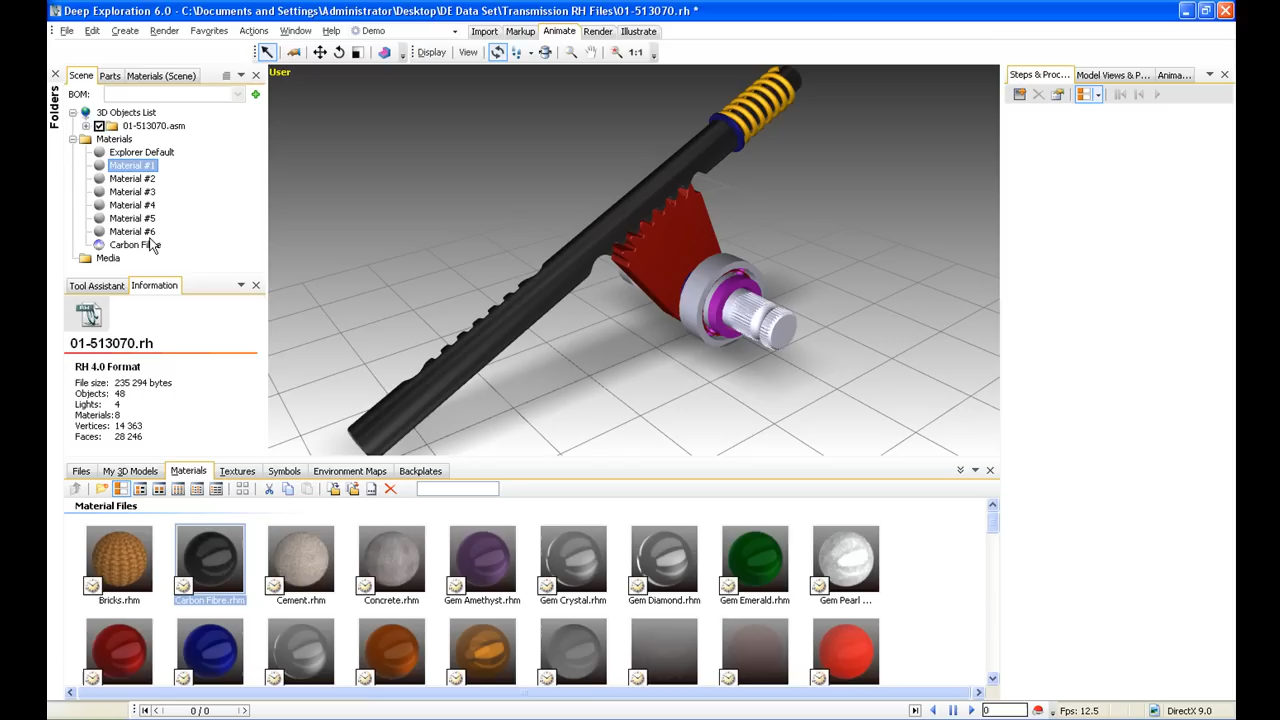 Deep Exploration 6.0 - C:\Documents and Settings\Administrator\Desktop\DE Data Set\Transmission RH Files\01-513070.rh *
File Edit Create Render Favorites Actions Window Help Demo Import Markup Animate Render Illustrate
Display View 1:1
User
Folders
Scene Parts Materials (Scene)
BOM:
3D Objects List
01-513070.asm
Materials
Explorer Default
Material #1
Material #2
Material #3
Material #4
Material #5
Material #6
Carbon Fibre
Media
Tool Assistant Information
01-513070.rh
RH 4.0 Format
File size: 235 294 bytes
Objects: 48
Lights: 4
Materials:8
Vertices: 14 363
Faces: 28 246
Steps & Proc... Model Views & P... Anima...
Files My 3D Models Materials Textures Symbols Environment Maps Backplates
Material Files
Bricks.rhm Carbon Fibre.rhm Cement.rhm Concrete.rhm Gem Amethyst.rhm Gem Crystal.rhm Gem Diamond.rhm Gem Emerald.rhm Gem Pearl ...
0/0 0 Fps: 12.5 DirectX 9.0